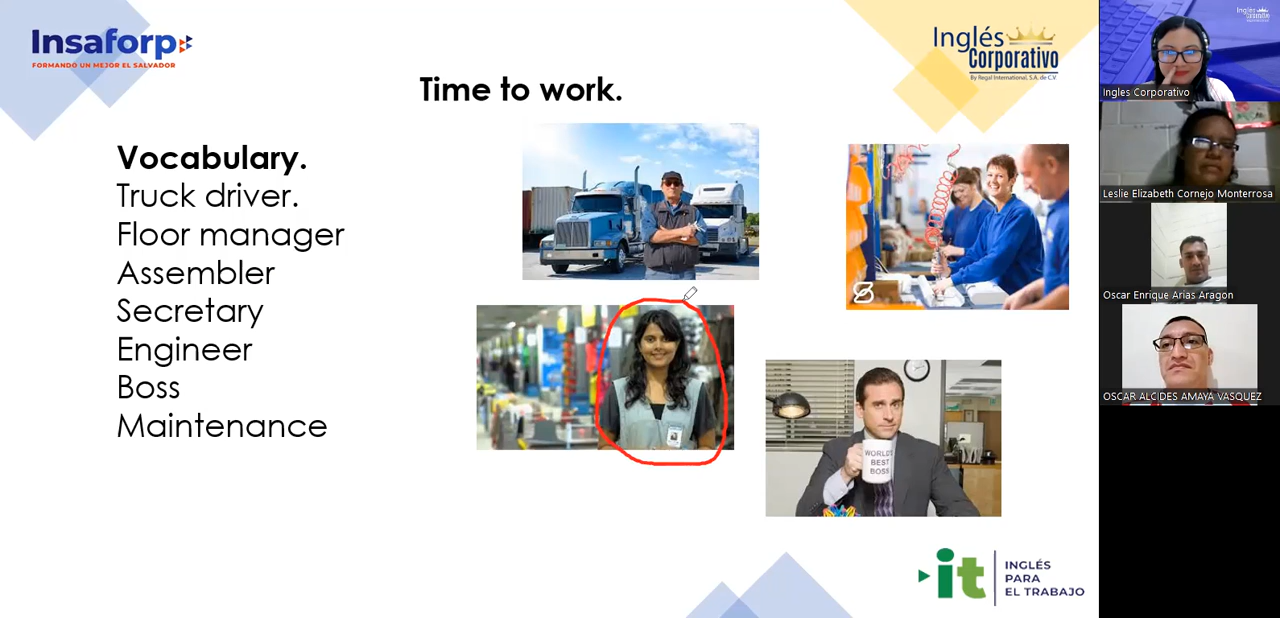 Insaforp
FORMANDO UN MEJOR EL SALVADOR
Inglés
Corporativo
By Regal International, S.A. de C.V.
Time to work.
Vocabulary.
Truck driver.
Floor manager
Assembler
Secretary
Engineer
Boss
Maintenance
WORLD'S
BEST
BOSS
it
INGLÉS
PARA
EL TRABAJO
Ingles Corporativo
Leslie Elizabeth Cornejo Monterrosa
Oscar Enrique Arias Aragon
OSCAR ALCIDES AMAYA VASQUEZ